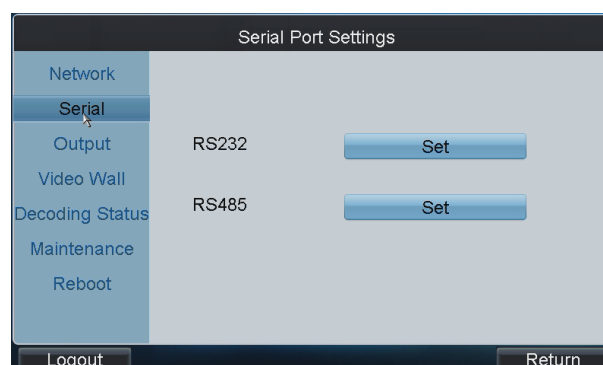 Serial Port Settings
Network
Serial
Output
Video Wall
Decoding Status
Maintenance
Reboot
RS232
Set
RS485
Set
Logout
Return